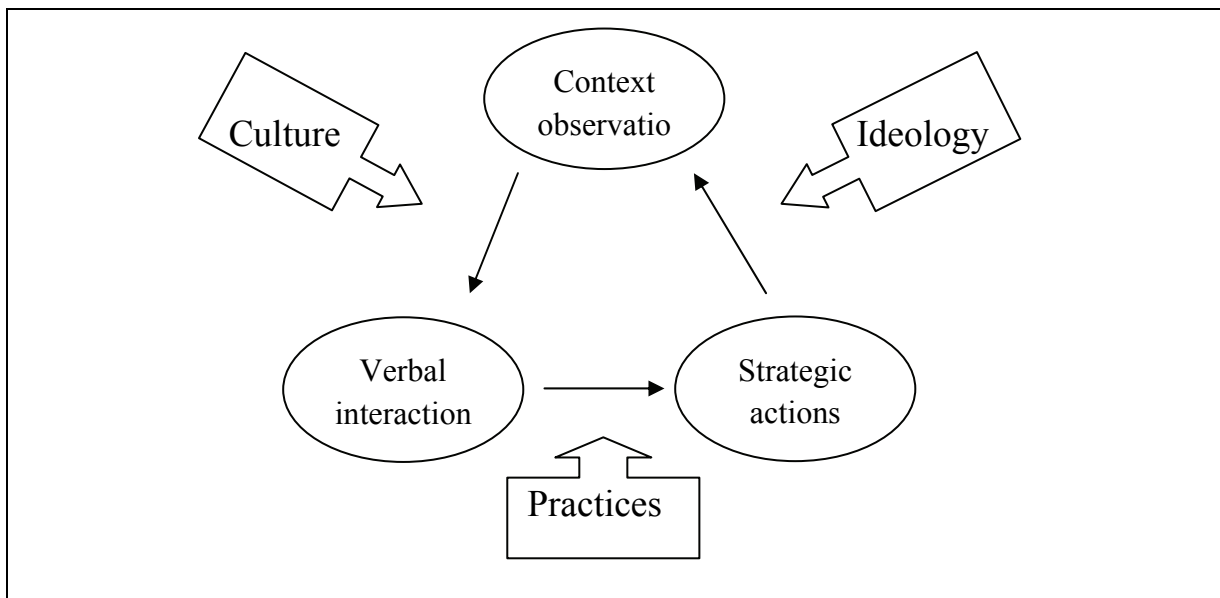 Context
observatio
Culture
Ideology
Verbal
interaction
Strategic
actions
Practices